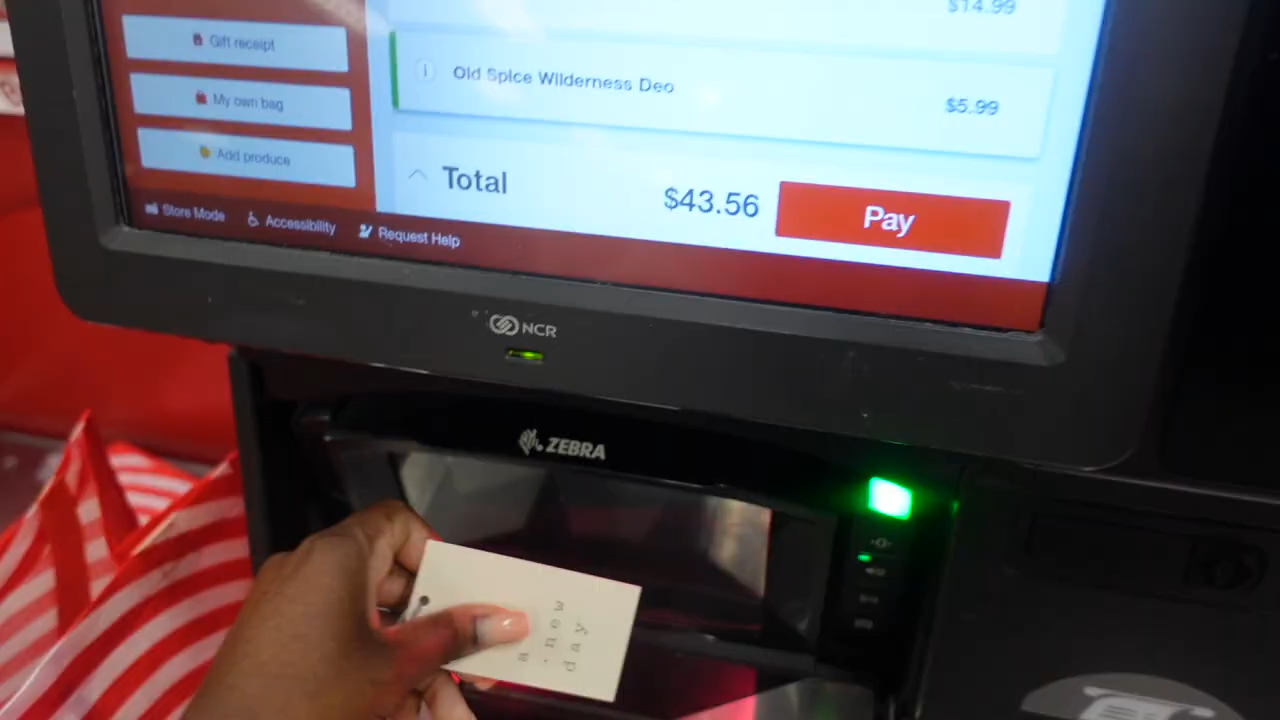 $14.99
Gift receipt
Old Spice Wilderness Deo
$5.99
My own bag
Add produce
Total
$43.56
Pay
Store Mode
Accessibility
Request Help
NCR
ZEBRA
a new
day